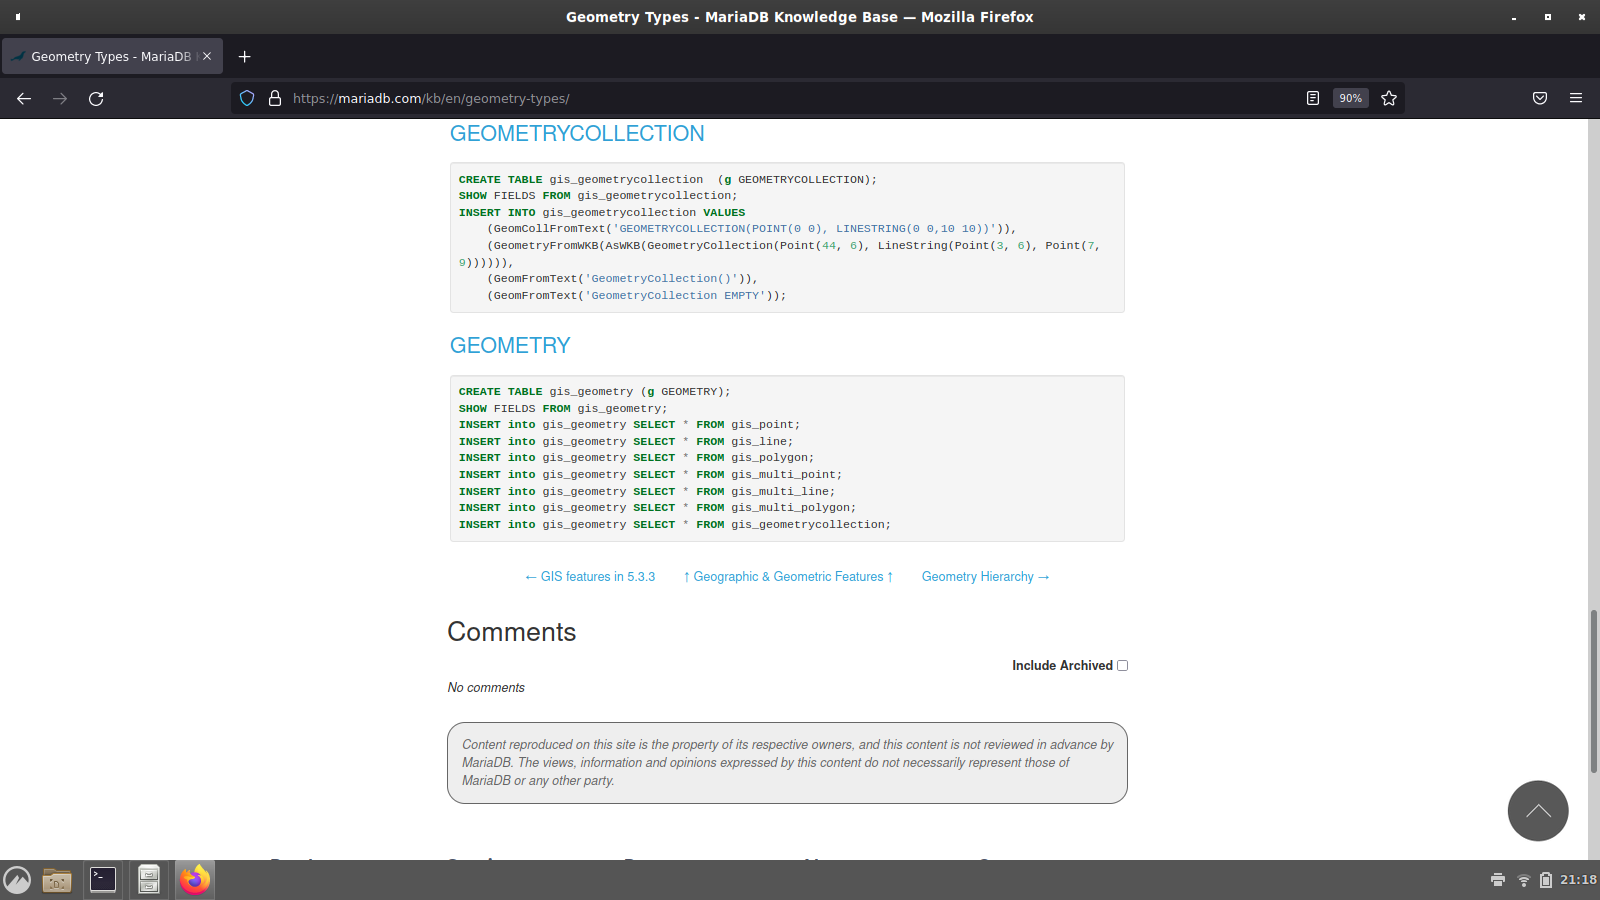 Geometry Types - MariaDB Knowledge Base — Mozilla Firefox
Geometry Types - MariaDB
https://mariadb.com/kb/en/geometry-types/
90%
GEOMETRYCOLLECTION
CREATE TABLE gis_geometrycollection  (g GEOMETRYCOLLECTION);
SHOW FIELDS FROM gis_geometrycollection;
INSERT INTO gis_geometrycollection VALUES
    (GeomCollFromText('GEOMETRYCOLLECTION(POINT(0 0), LINESTRING(0 0,10 10))')),
    (GeometryFromWKB(AsWKB(GeometryCollection(Point(44, 6), LineString(Point(3, 6), Point(7,
9)))))),
    (GeomFromText('GeometryCollection()')),
    (GeomFromText('GeometryCollection EMPTY'));
GEOMETRY
CREATE TABLE gis_geometry (g GEOMETRY);
SHOW FIELDS FROM gis_geometry;
INSERT into gis_geometry SELECT * FROM gis_point;
INSERT into gis_geometry SELECT * FROM gis_line;
INSERT into gis_geometry SELECT * FROM gis_polygon;
INSERT into gis_geometry SELECT * FROM gis_multi_point;
INSERT into gis_geometry SELECT * FROM gis_multi_line;
INSERT into gis_geometry SELECT * FROM gis_multi_polygon;
INSERT into gis_geometry SELECT * FROM gis_geometrycollection;
← GIS features in 5.3.3 ↑ Geographic & Geometric Features ↑ Geometry Hierarchy →
Comments
Include Archived
No comments
Content reproduced on this site is the property of its respective owners, and this content is not reviewed in advance by
MariaDB. The views, information and opinions expressed by this content do not necessarily represent those of
MariaDB or any other party.
21:18